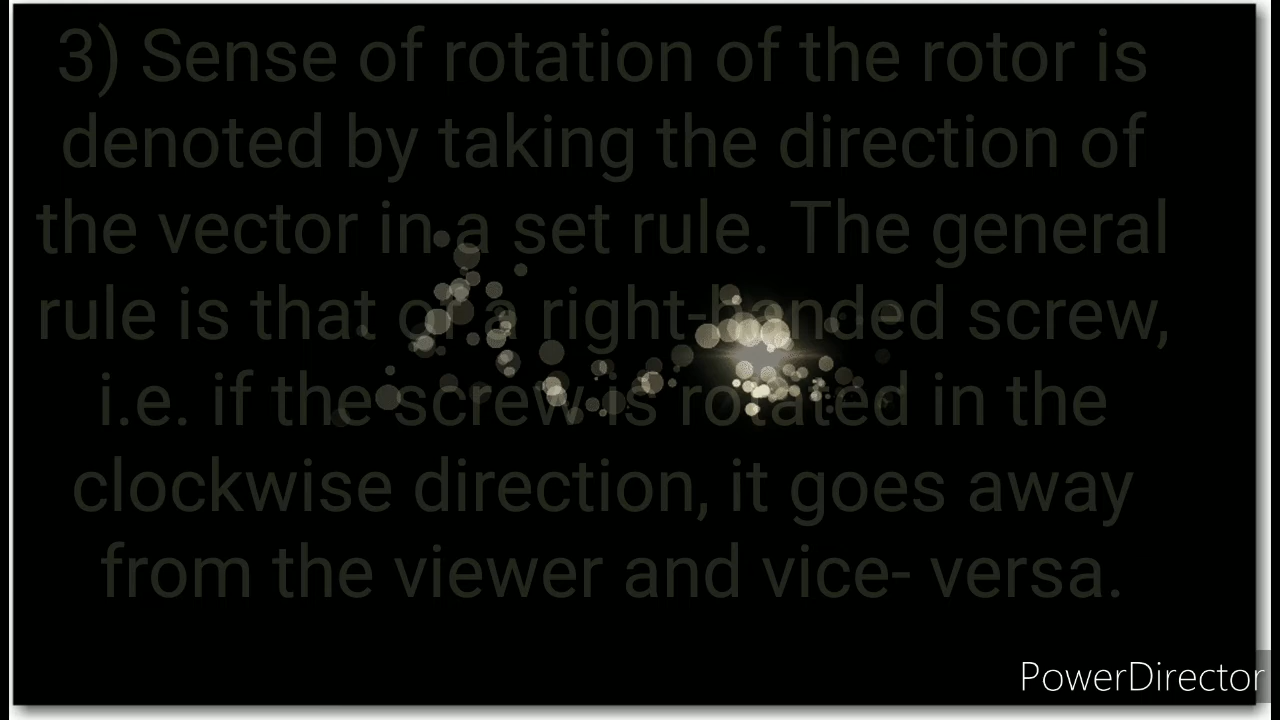 3) Sense of rotation of the rotor is
denoted by taking the direction of
the vector in a set rule. The general
rule is that of a right-handed screw,
i.e. if the screw is rotated in the
clockwise direction, it goes away
from the viewer and vice- versa.
PowerDirector